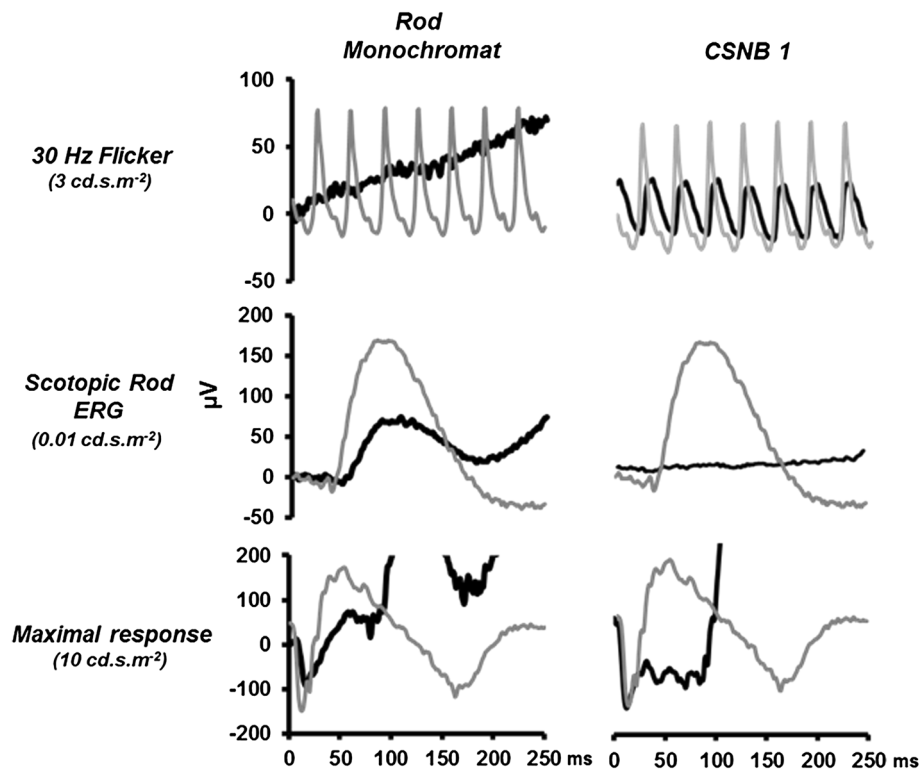 Rod
Monochromat
CSNB 1
30 Hz Flicker
(3 cd.s.m-2)
100
50
0
-50
Scotopic Rod
ERG
(0.01 cd.s.m-2)
µV
200
150
100
50
0
-50
Maximal response
(10 cd.s.m-2)
200
100
0
-100
-200
0 50 100 150 200 250 ms
0 50 100 150 200 250 ms